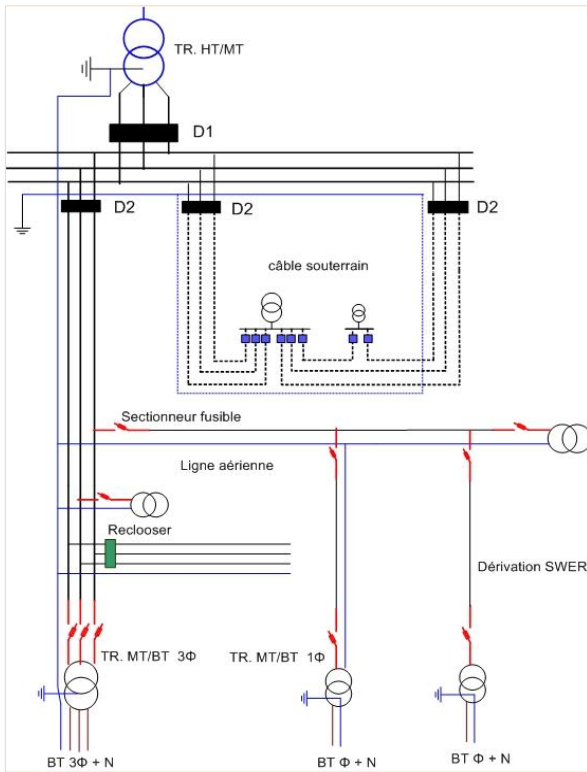 TR. HT/MT
D1
D2
D2
D2
câble souterrain
Sectionneur fusible
Ligne aérienne
Reclooser
Dérivation SWER
TR. MT/BT 3Φ
TR. MT/BT 1Φ
BT 3Φ + N
BT Φ + N
BT Φ + N